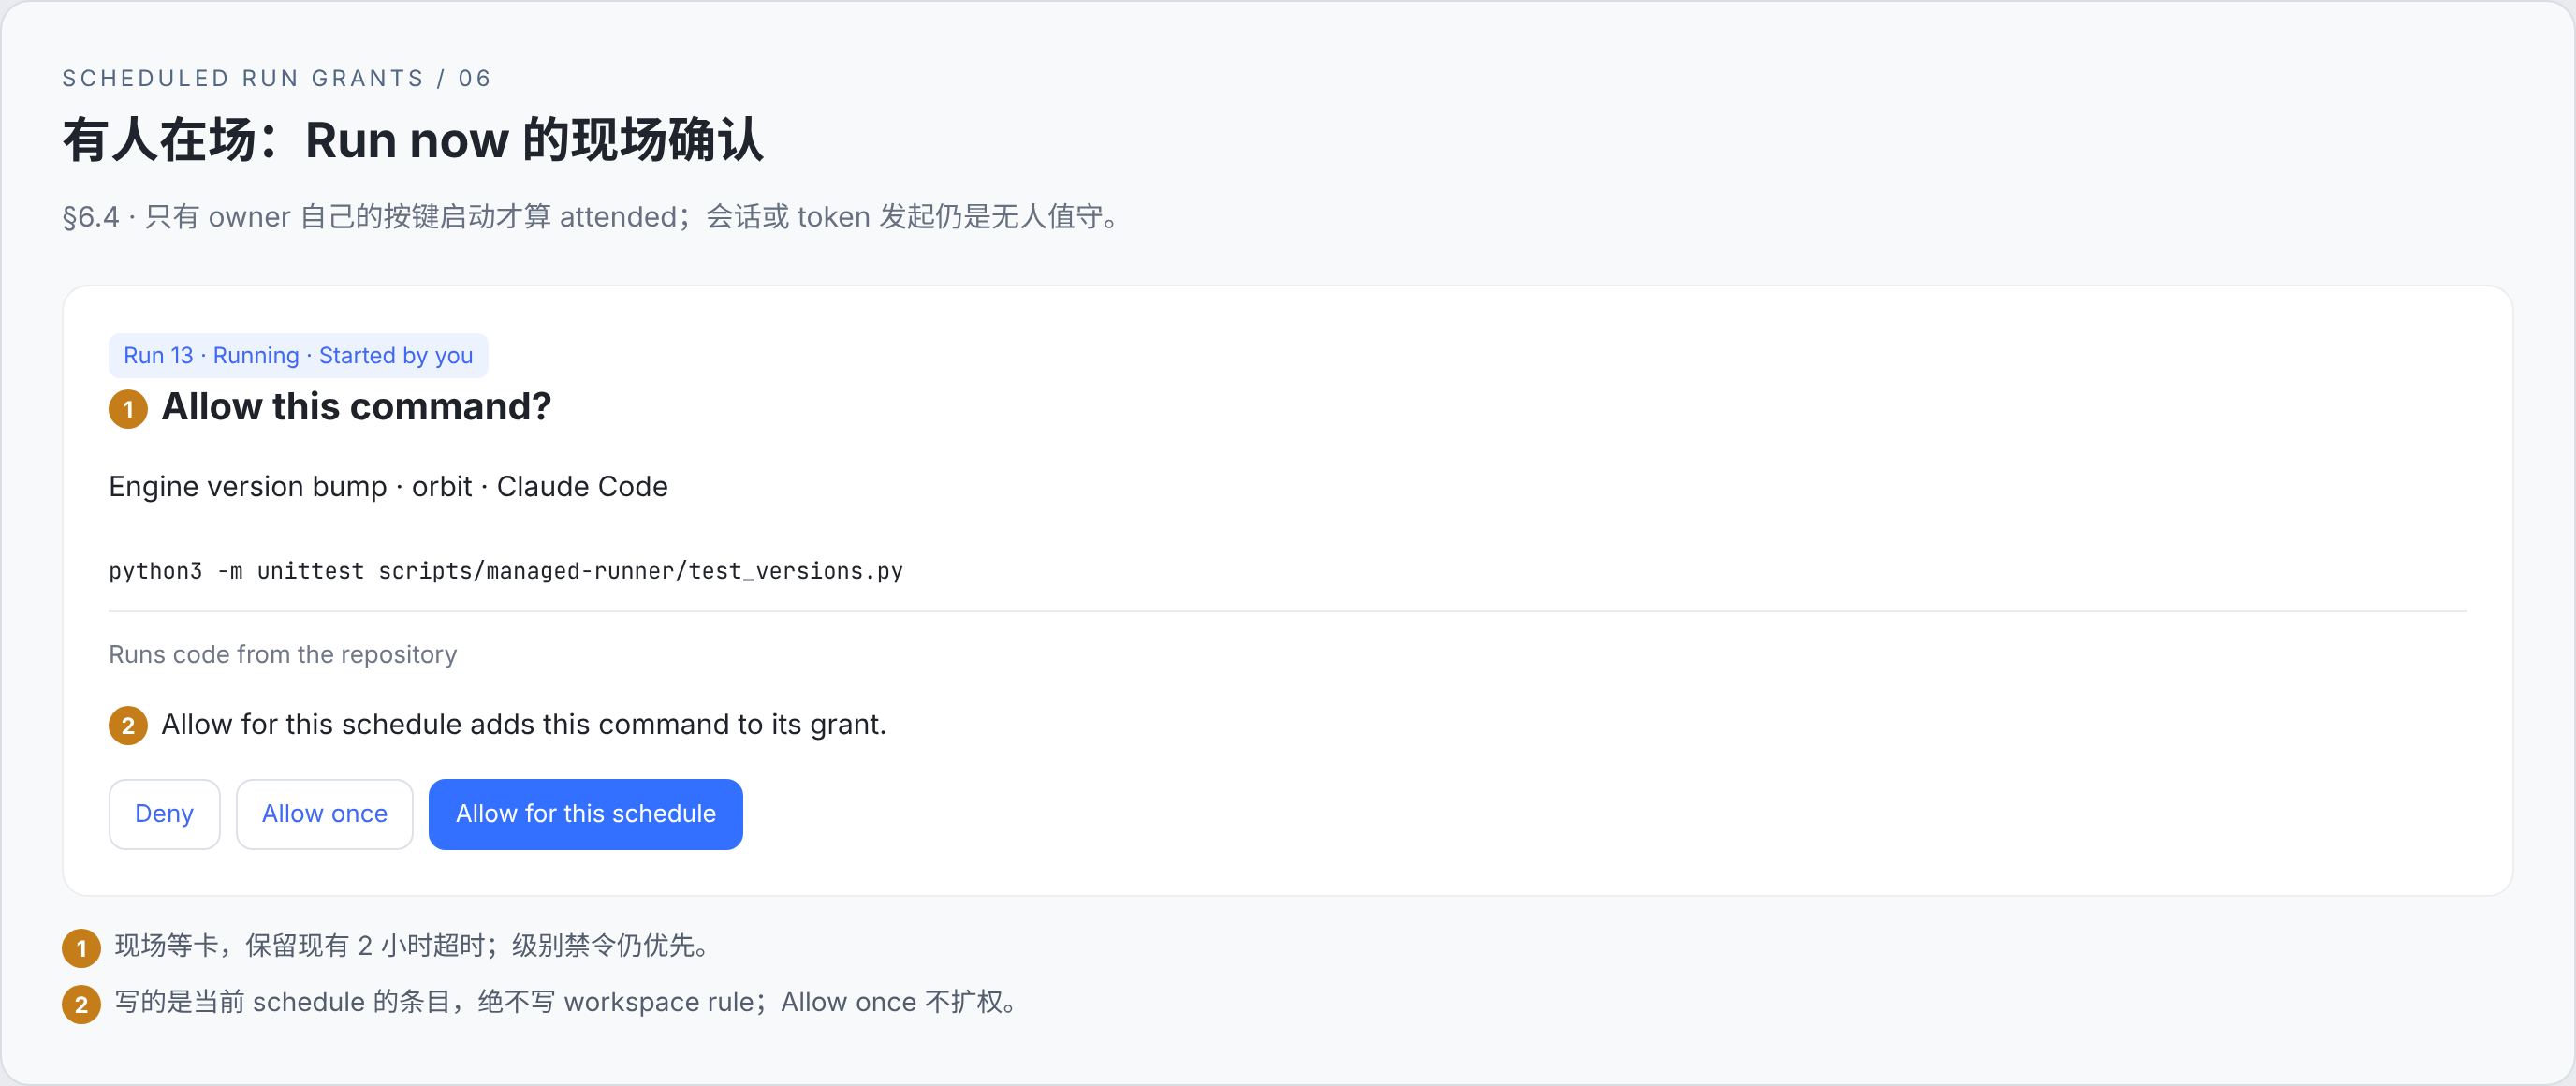 SCHEDULED RUN GRANTS / 06
有人在场：Run now 的现场确认
§6.4 · 只有 owner 自己的按键启动才算 attended；会话或 token 发起仍是无人值守。
Run 13 · Running · Started by you
1 Allow this command?
Engine version bump · orbit · Claude Code
python3 -m unittest scripts/managed-runner/test_versions.py
Runs code from the repository
2 Allow for this schedule adds this command to its grant.
Deny Allow once Allow for this schedule
1 现场等卡，保留现有 2 小时超时；级别禁令仍优先。
2 写的是当前 schedule 的条目，绝不写 workspace rule；Allow once 不扩权。